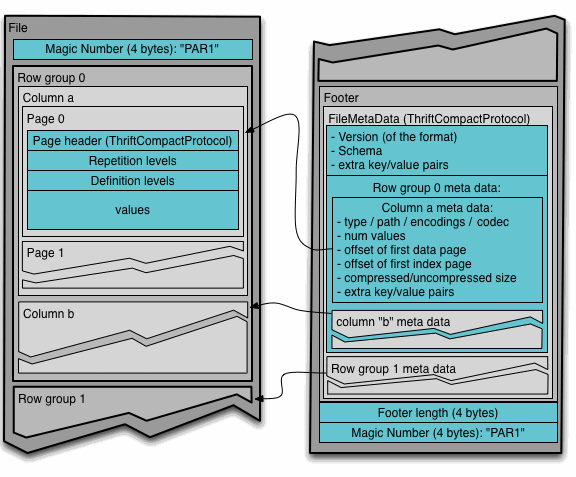 File
Magic Number (4 bytes): "PAR1"
Row group 0
Column a
Page 0
Page header (ThriftCompactProtocol)
Repetition levels
Definition levels
values
Page 1
Column b
Row group 1
Footer
FileMetaData (ThriftCompactProtocol)
- Version (of the format)
- Schema
- extra key/value pairs
Row group 0 meta data:
Column a meta data:
- type / path / encodings / codec
- num values
- offset of first data page
- offset of first index page
- compressed/uncompressed size
- extra key/value pairs
column "b" meta data
Row group 1 meta data
Footer length (4 bytes)
Magic Number (4 bytes): "PAR1"